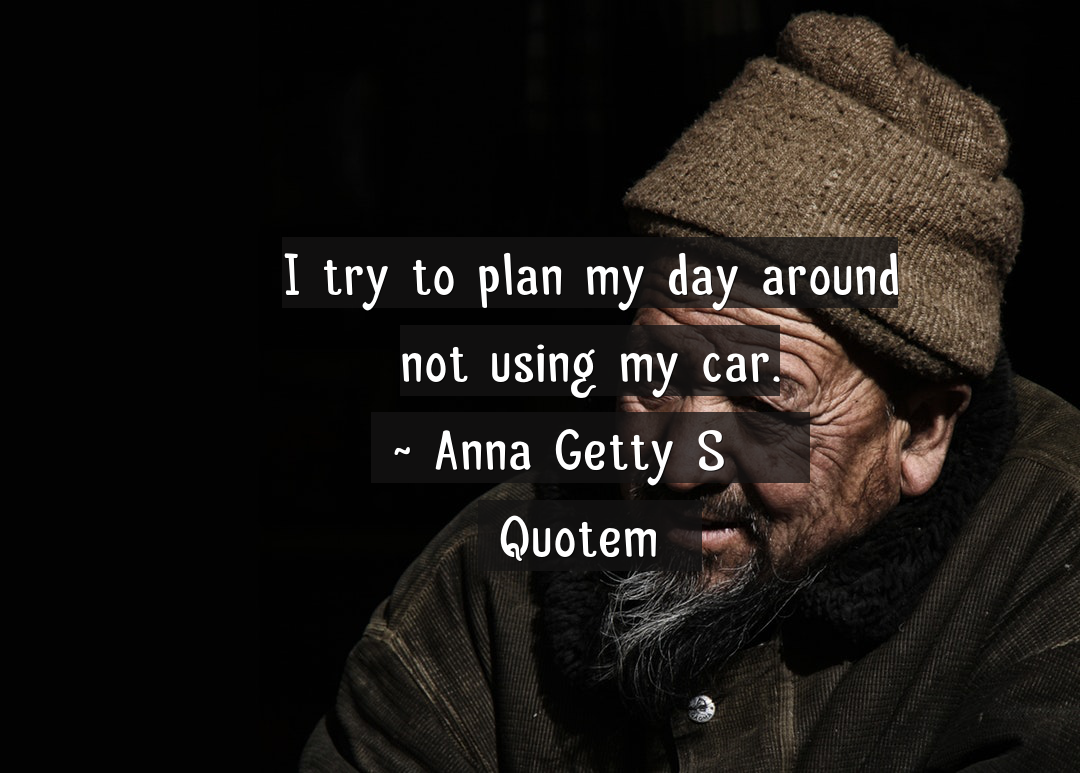 I try to plan my day around
not using my car.
~ Anna Getty S
Quotem